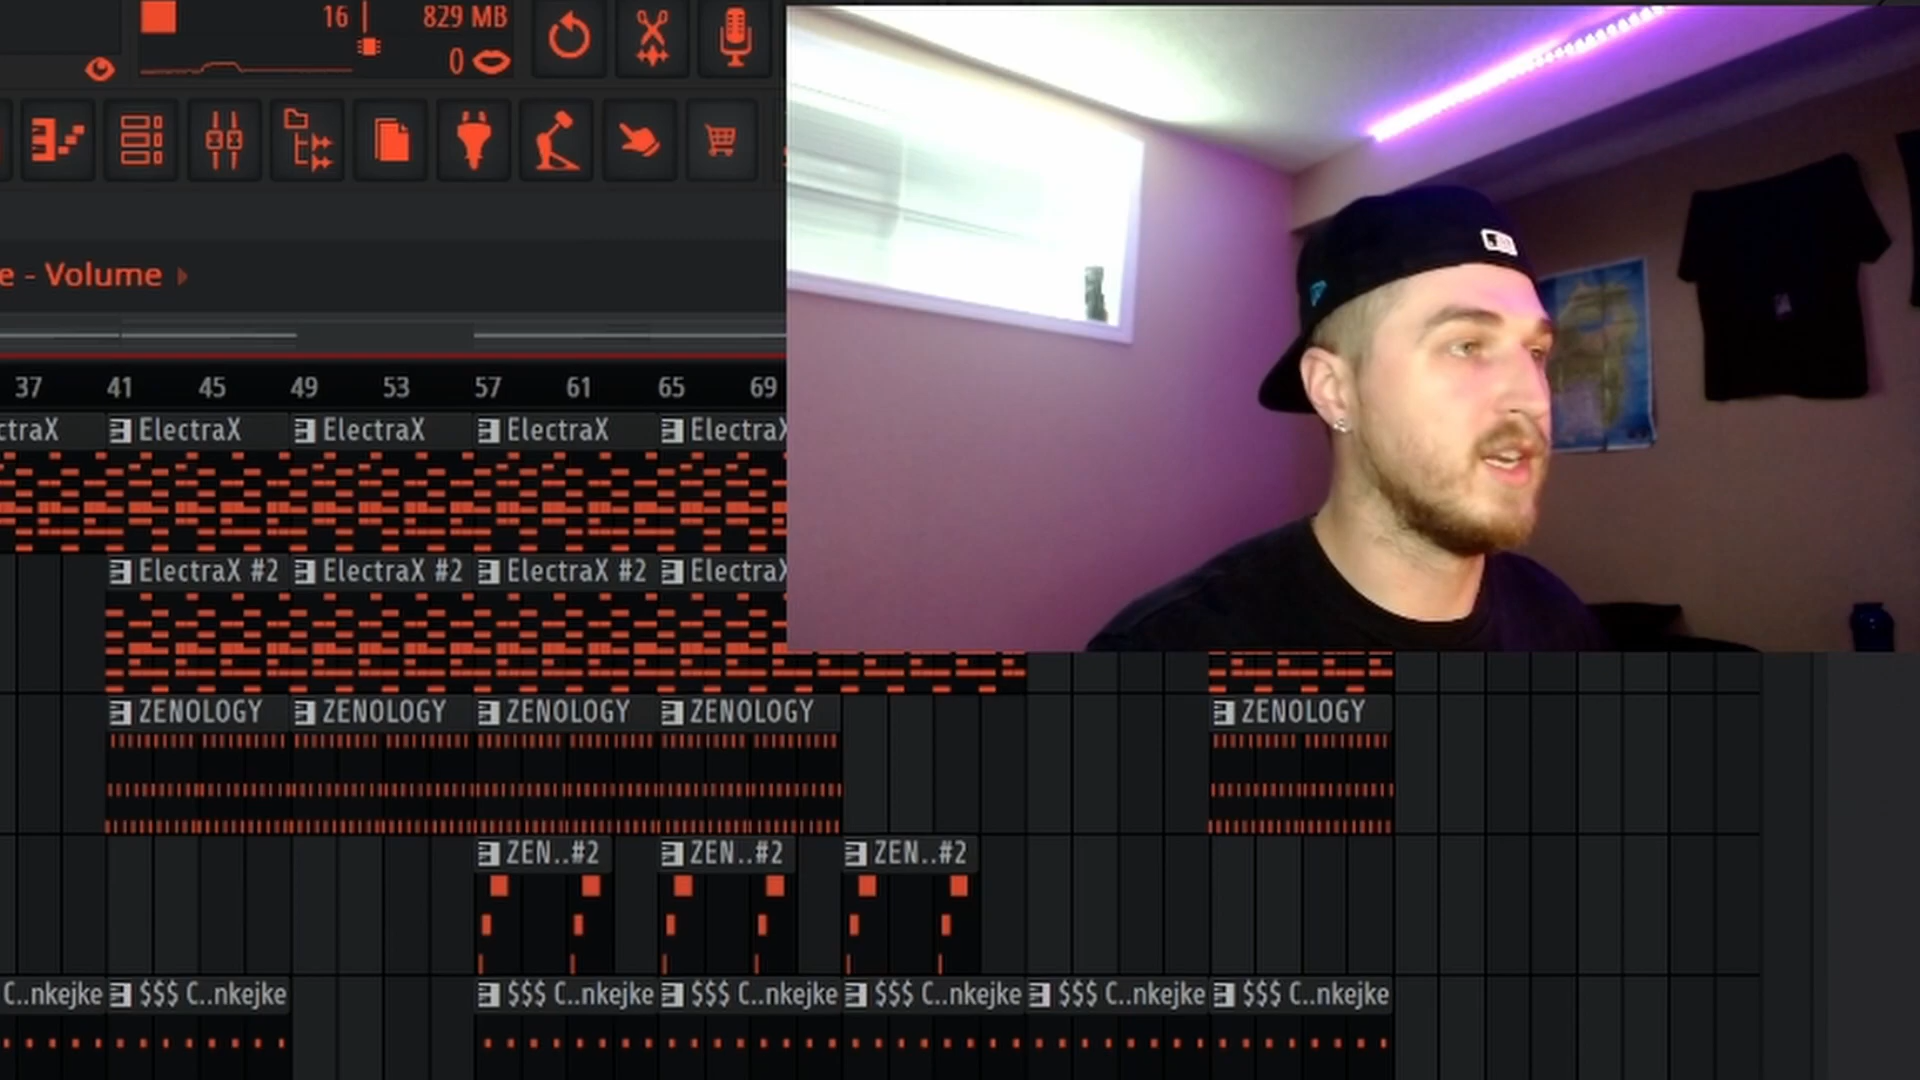 16
829 MB
0
e - Volume
37 41 45 49 53 57 61 65 69
ctraX ElectraX ElectraX ElectraX ElectraX
ElectraX #2 ElectraX #2 ElectraX #2 ElectraX
ZENOLOGY ZENOLOGY ZENOLOGY ZENOLOGY ZENOLOGY
ZEN..#2 ZEN..#2 ZEN..#2
C..nkejke $$$ C..nkejke $$$ C..nkejke $$$ C..nkejke $$$ C..nkejke $$$ C..nkejke $$$ C..nkejke